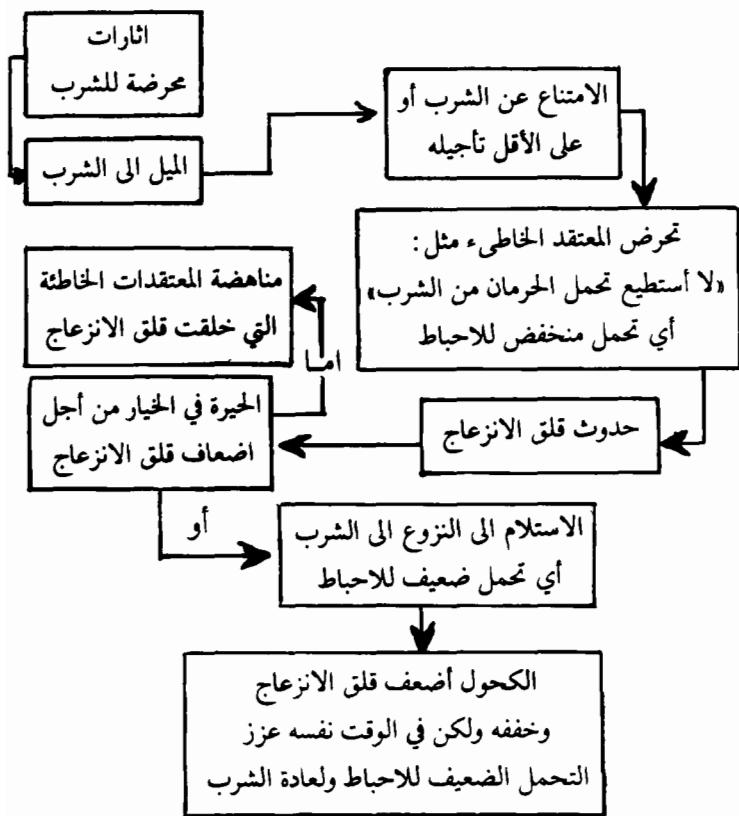 اثارات
محرضة للشرب
الميل الى الشرب
الامتناع عن الشرب أو
على الأقل تأجيله
تحرض المعتقد الخاطىء مثل :
«لا أستطيع تحمل الحرمان من الشرب»
أي تحمل منخفض للاحباط
حدوث قلق الانزعاج
الحيرة في الخيار من أجل
اضعاف قلق الانزعاج
اما
مناهضة المعتقدات الخاطئة
التي خلقت قلق الانزعاج
أو
الاستلام الى النزوع الى الشرب
أي تحمل ضعيف للاحباط
الكحول أضعف قلق الانزعاج
وخففه ولكن في الوقت نفسه عزز
التحمل الضعيف للاحباط ولعادة الشرب